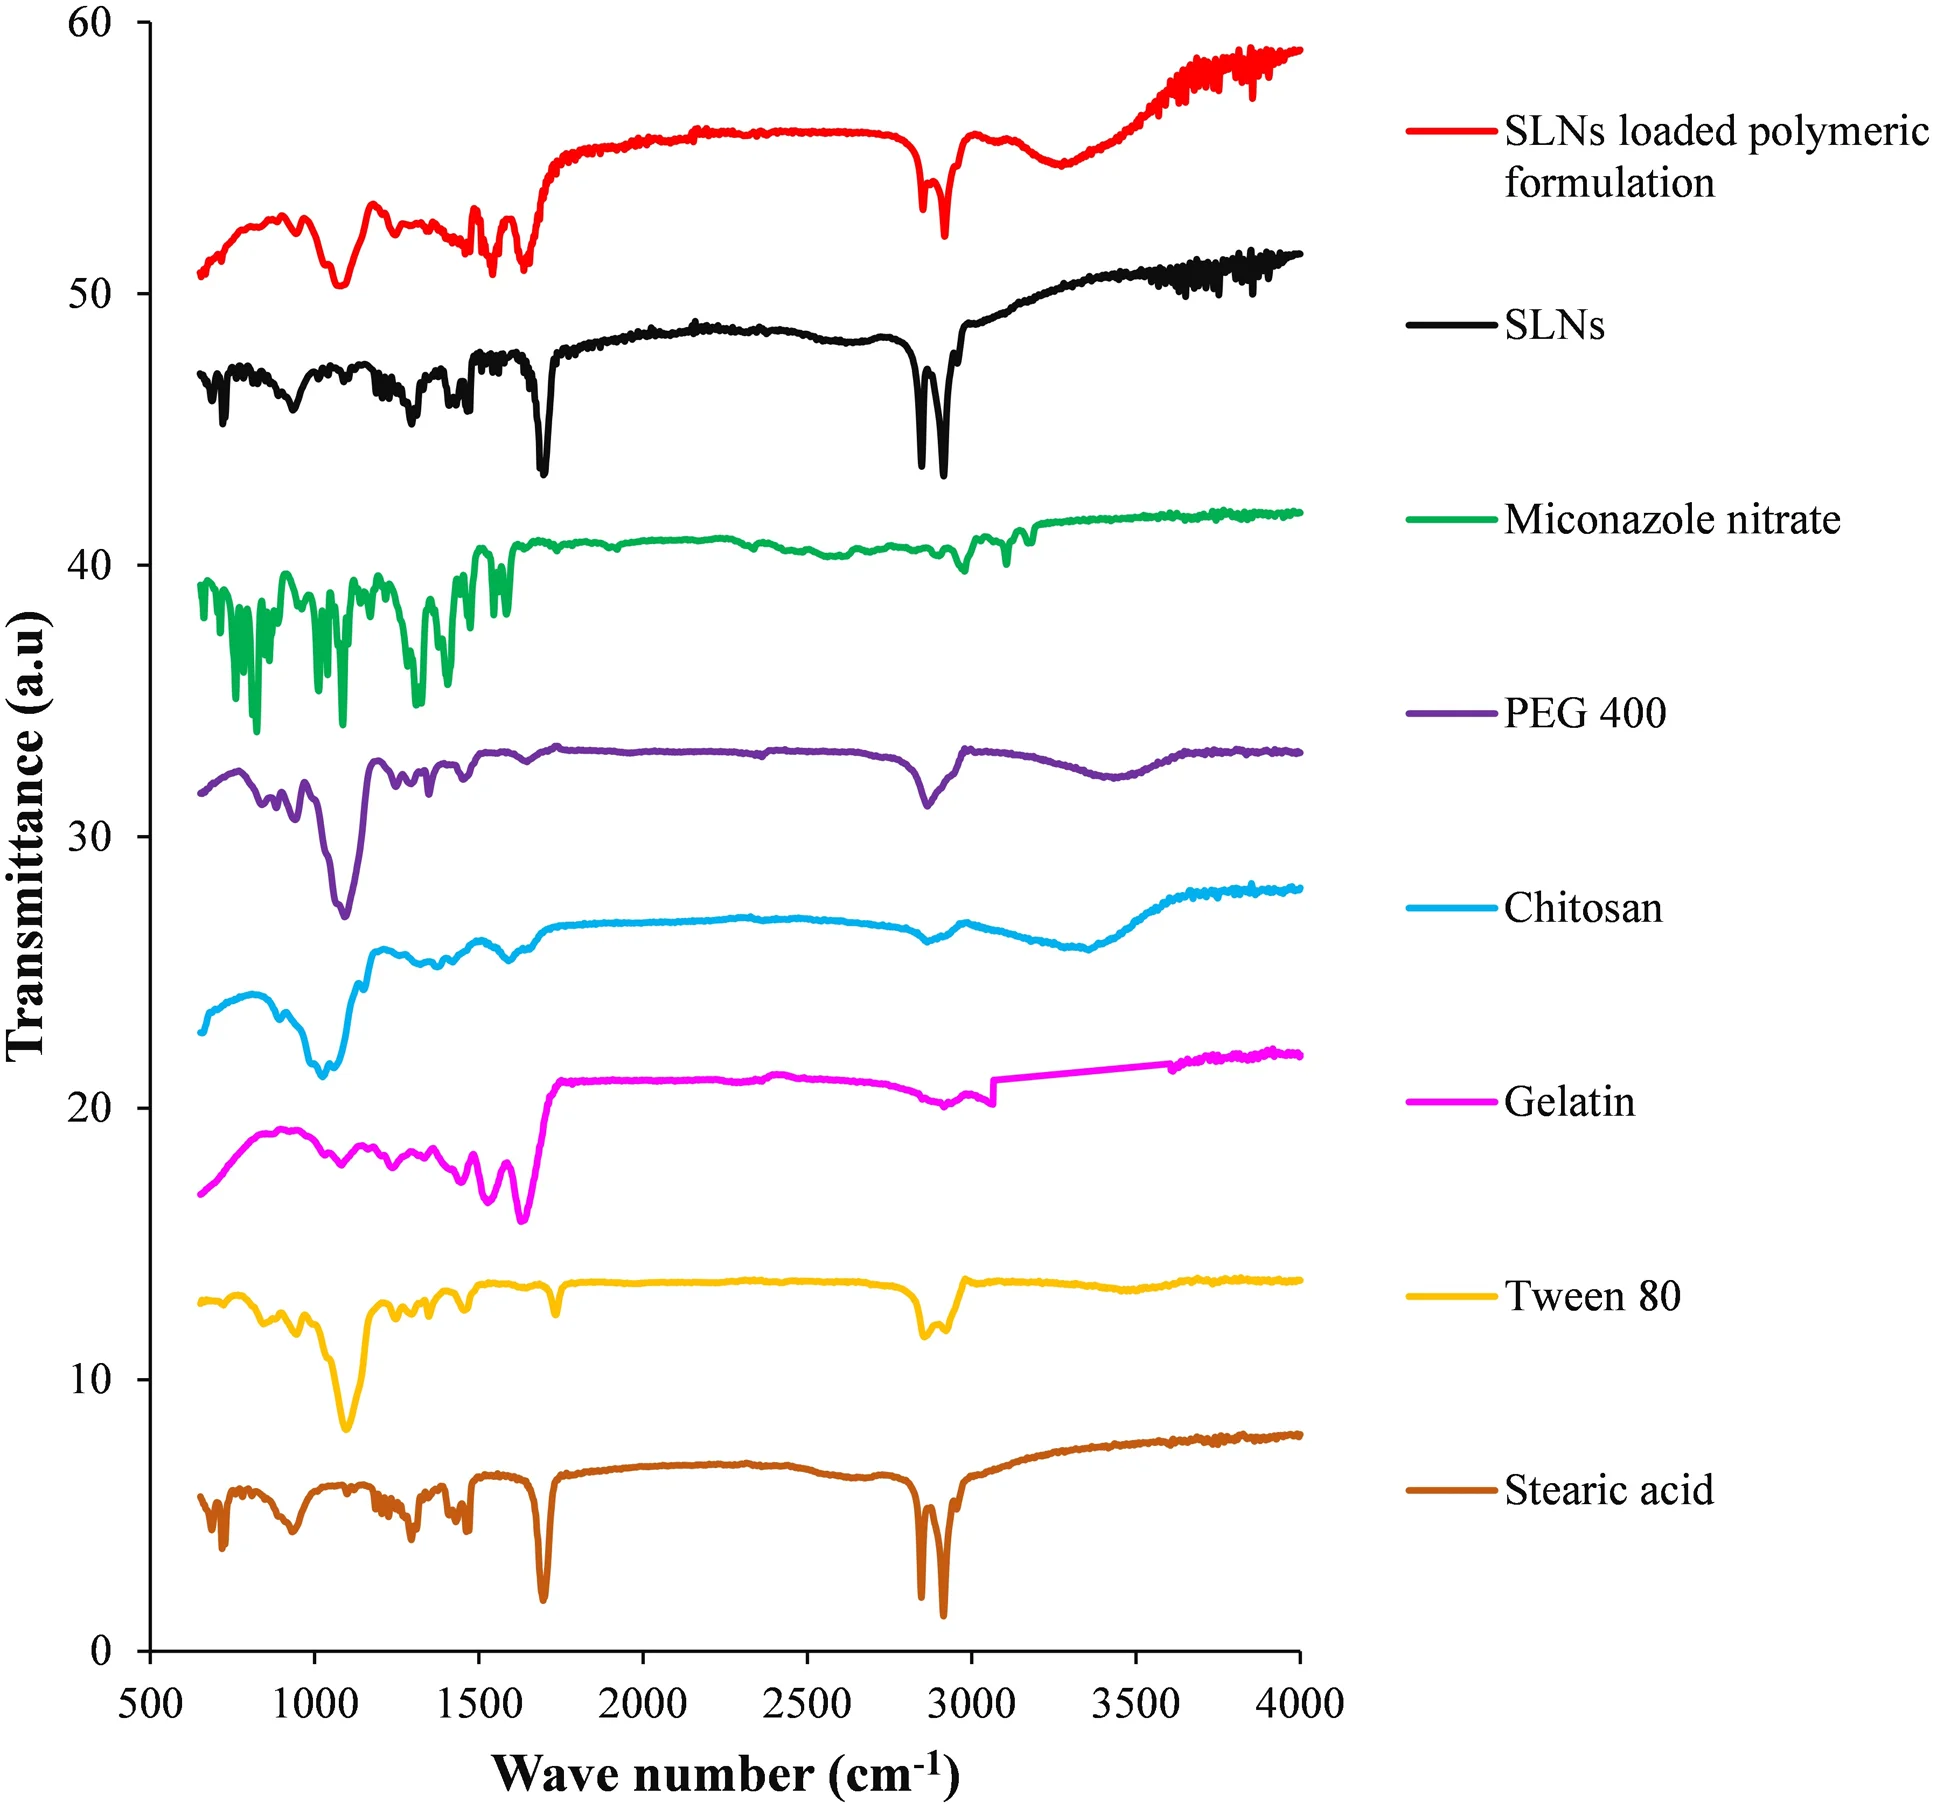 60
50
40
30
20
10
0
Transmittance (a.u)
500 1000 1500 2000 2500 3000 3500 4000
Wave number (cm⁻¹)
SLNs loaded polymeric
formulation
SLNs
Miconazole nitrate
PEG 400
Chitosan
Gelatin
Tween 80
Stearic acid